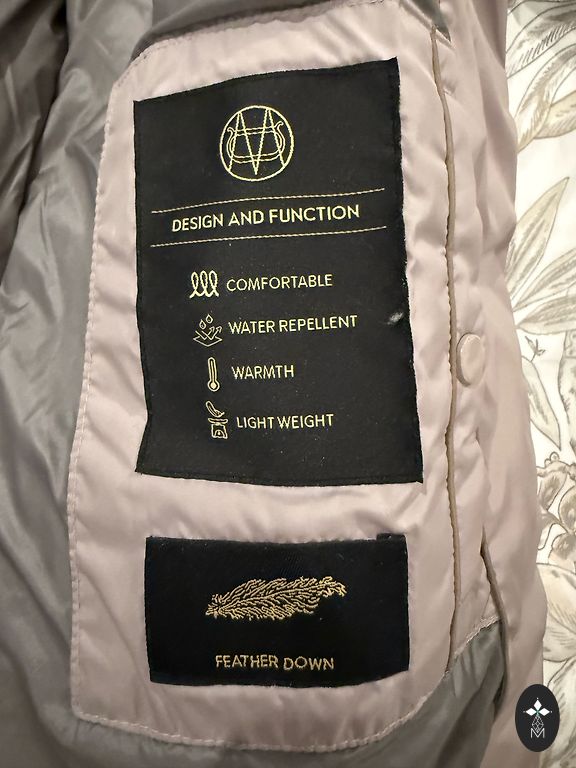 DESIGN AND FUNCTION
COMFORTABLE
WATER REPELLENT
WARMTH
LIGHT WEIGHT
FEATHER DOWN